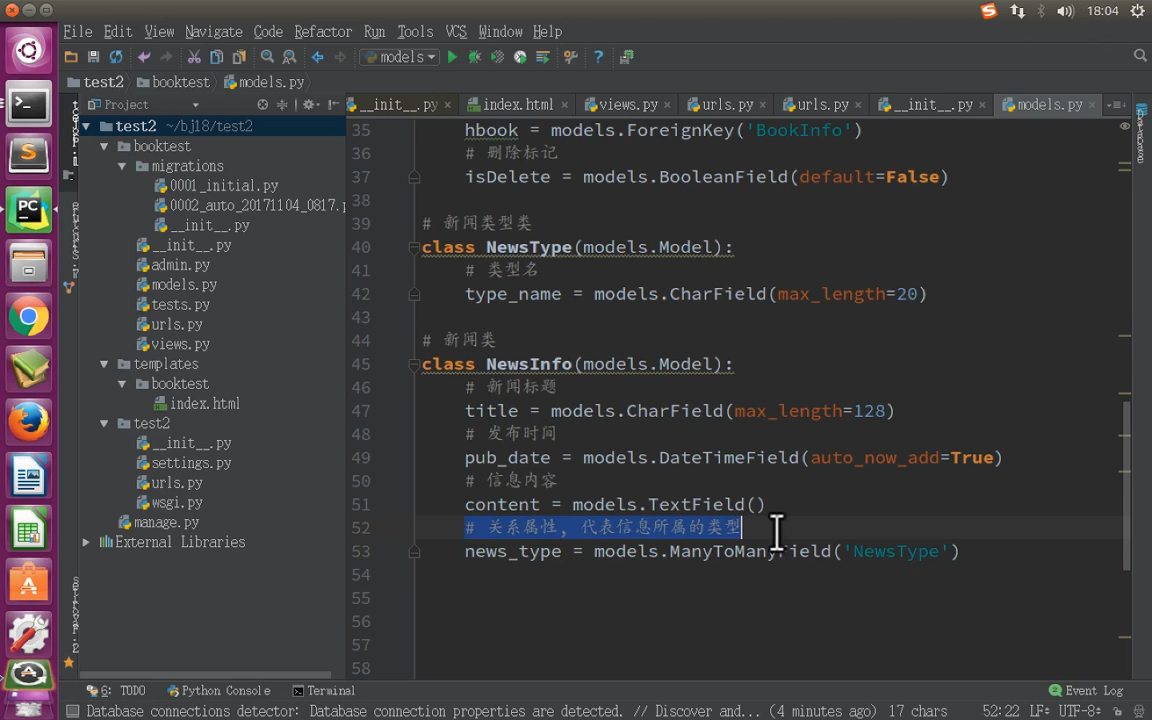 18:04
File Edit View Navigate Code Refactor Run Tools VCS Window Help
models
test2 booktest models.py
Project
__init__.py index.html views.py urls.py urls.py __init__.py models.py
test2 ~/bj18/test2
booktest
migrations
0001_initial.py
0002_auto_20171104_0817.p
__init__.py
__init__.py
admin.py
models.py
tests.py
urls.py
views.py
templates
booktest
index.html
test2
__init__.py
settings.py
urls.py
wsgi.py
manage.py
External Libraries
35 hbook = models.ForeignKey('BookInfo')
36 # 删除标记
37 isDelete = models.BooleanField(default=False)
38
39 # 新闻类型类
40 class NewsType(models.Model):
41 # 类型名
42 type_name = models.CharField(max_length=20)
43
44 # 新闻类
45 class NewsInfo(models.Model):
46 # 新闻标题
47 title = models.CharField(max_length=128)
48 # 发布时间
49 pub_date = models.DateTimeField(auto_now_add=True)
50 # 信息内容
51 content = models.TextField()
52 # 关系属性, 代表信息所属的类型
53 news_type = models.ManyToManyField('NewsType')
54
55
56
57
58
Database
6: TODO Python Console Terminal Event Log
Database connections detector: Database connection properties are detected. // Discover and... (4 minutes ago) 17 chars 52:22 LF÷ UTF-8÷